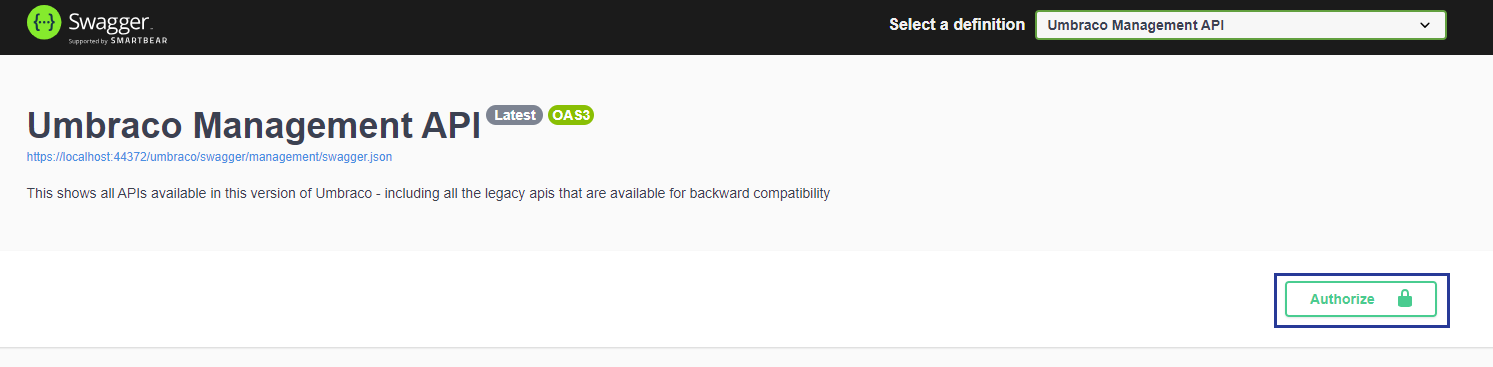 Swagger
Supported by SMARTBEAR
Select a definition
Umbraco Management API
Umbraco Management API Latest OAS3
https://localhost:44372/umbraco/swagger/management/swagger.json
This shows all APIs available in this version of Umbraco - including all the legacy apis that are available for backward compatibility
Authorize